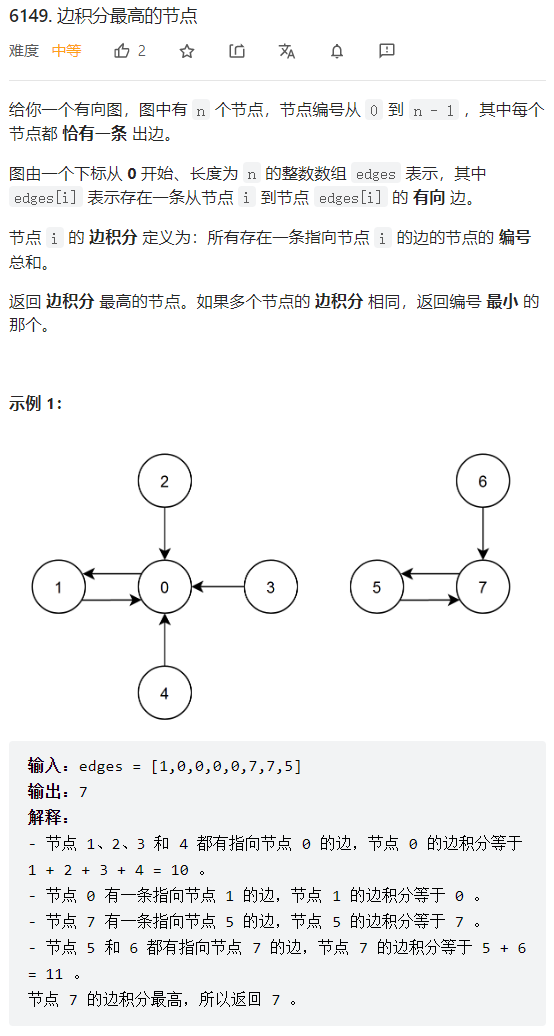 6149. 边积分最高的节点
难度 中等 2
给你一个有向图，图中有 n 个节点，节点编号从 0 到 n - 1 ，其中每个
节点都 恰有一条 出边。
图由一个下标从 0 开始、长度为 n 的整数数组 edges 表示，其中
edges[i] 表示存在一条从节点 i 到节点 edges[i] 的 有向 边。
节点 i 的 边积分 定义为：所有存在一条指向节点 i 的边的节点的 编号
总和。
返回 边积分 最高的节点。如果多个节点的 边积分 相同，返回编号 最小 的
那个。
示例 1：
2 6
1 0 3 5 7
4
输入：edges = [1,0,0,0,0,7,7,5]
输出：7
解释：
- 节点 1、2、3 和 4 都有指向节点 0 的边，节点 0 的边积分等于
1 + 2 + 3 + 4 = 10 。
- 节点 0 有一条指向节点 1 的边，节点 1 的边积分等于 0 。
- 节点 7 有一条指向节点 5 的边，节点 5 的边积分等于 7 。
- 节点 5 和 6 都有指向节点 7 的边，节点 7 的边积分等于 5 + 6
= 11 。
节点 7 的边积分最高，所以返回 7 。